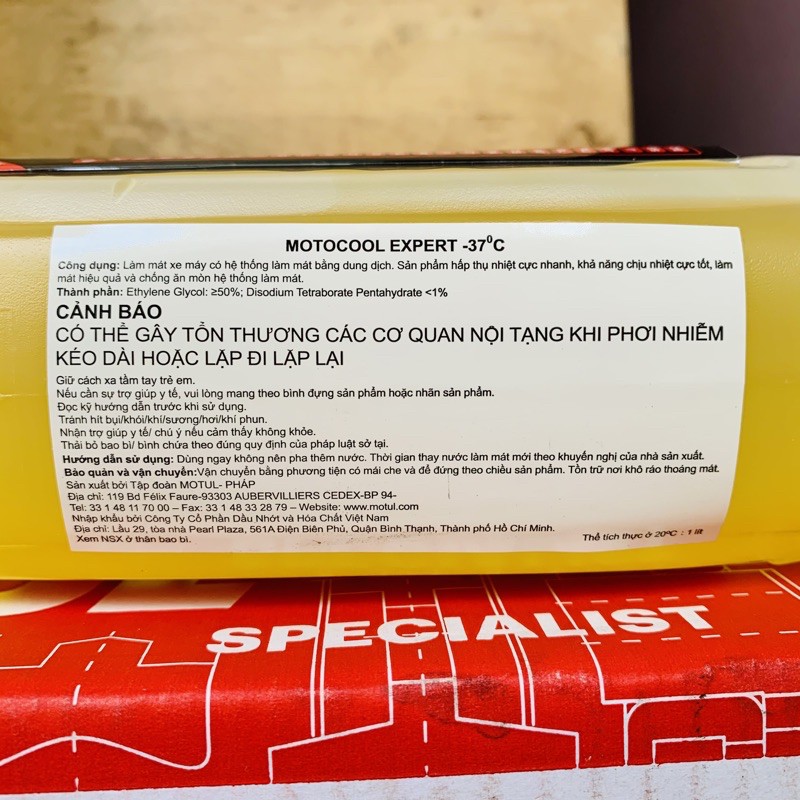 MOTOCOOL EXPERT -37⁰C
Công dụng: Làm mát xe máy có hệ thống làm mát bằng dung dịch. Sản phẩm hấp thụ nhiệt cực nhanh, khả năng chịu nhiệt cực tốt, làm
mát hiệu quả và chống ăn mòn hệ thống làm mát.
Thành phần: Ethylene Glycol: ≥50%; Disodium Tetraborate Pentahydrate <1%
CẢNH BÁO
CÓ THỂ GÂY TỔN THƯƠNG CÁC CƠ QUAN NỘI TẠNG KHI PHƠI NHIỄM
KÉO DÀI HOẶC LẶP ĐI LẶP LẠI
Giữ cách xa tầm tay trẻ em.
Nếu cần sự trợ giúp y tế, vui lòng mang theo bình đựng sản phẩm hoặc nhãn sản phẩm.
Đọc kỹ hướng dẫn trước khi sử dụng.
Tránh hít bụi/khói/khí/sương/hơi/khí phun.
Nhận trợ giúp y tế/ chú ý nếu cảm thấy không khỏe.
Thải bỏ bao bì/ bình chứa theo đúng quy định của pháp luật sở tại.
Hướng dẫn sử dụng: Dùng ngay không nên pha thêm nước. Thời gian thay nước làm mát mới theo khuyến nghị của nhà sản xuất.
Bảo quản và vận chuyển:Vận chuyển bằng phương tiện có mái che và để đứng theo chiều sản phẩm. Tồn trữ nơi khô ráo thoáng mát.
Sản xuất bởi Tập đoàn MOTUL- PHÁP
Địa chỉ: 119 Bd Félix Faure-93303 AUBERVILLIERS CEDEX-BP 94-
Tel: 33 1 48 11 70 00 – Fax: 33 1 48 33 28 79 – Website: www.motul.com
Nhập khẩu bởi Công Ty Cổ Phần Dầu Nhớt và Hóa Chất Việt Nam
Địa chỉ: Lầu 29, tòa nhà Pearl Plaza, 561A Điện Biên Phủ, Quận Bình Thạnh, Thành phố Hồ Chí Minh.
Xem NSX ở thân bao bì.
Thể tích thực ở 20ºC : 1 lít
SPECIALIST